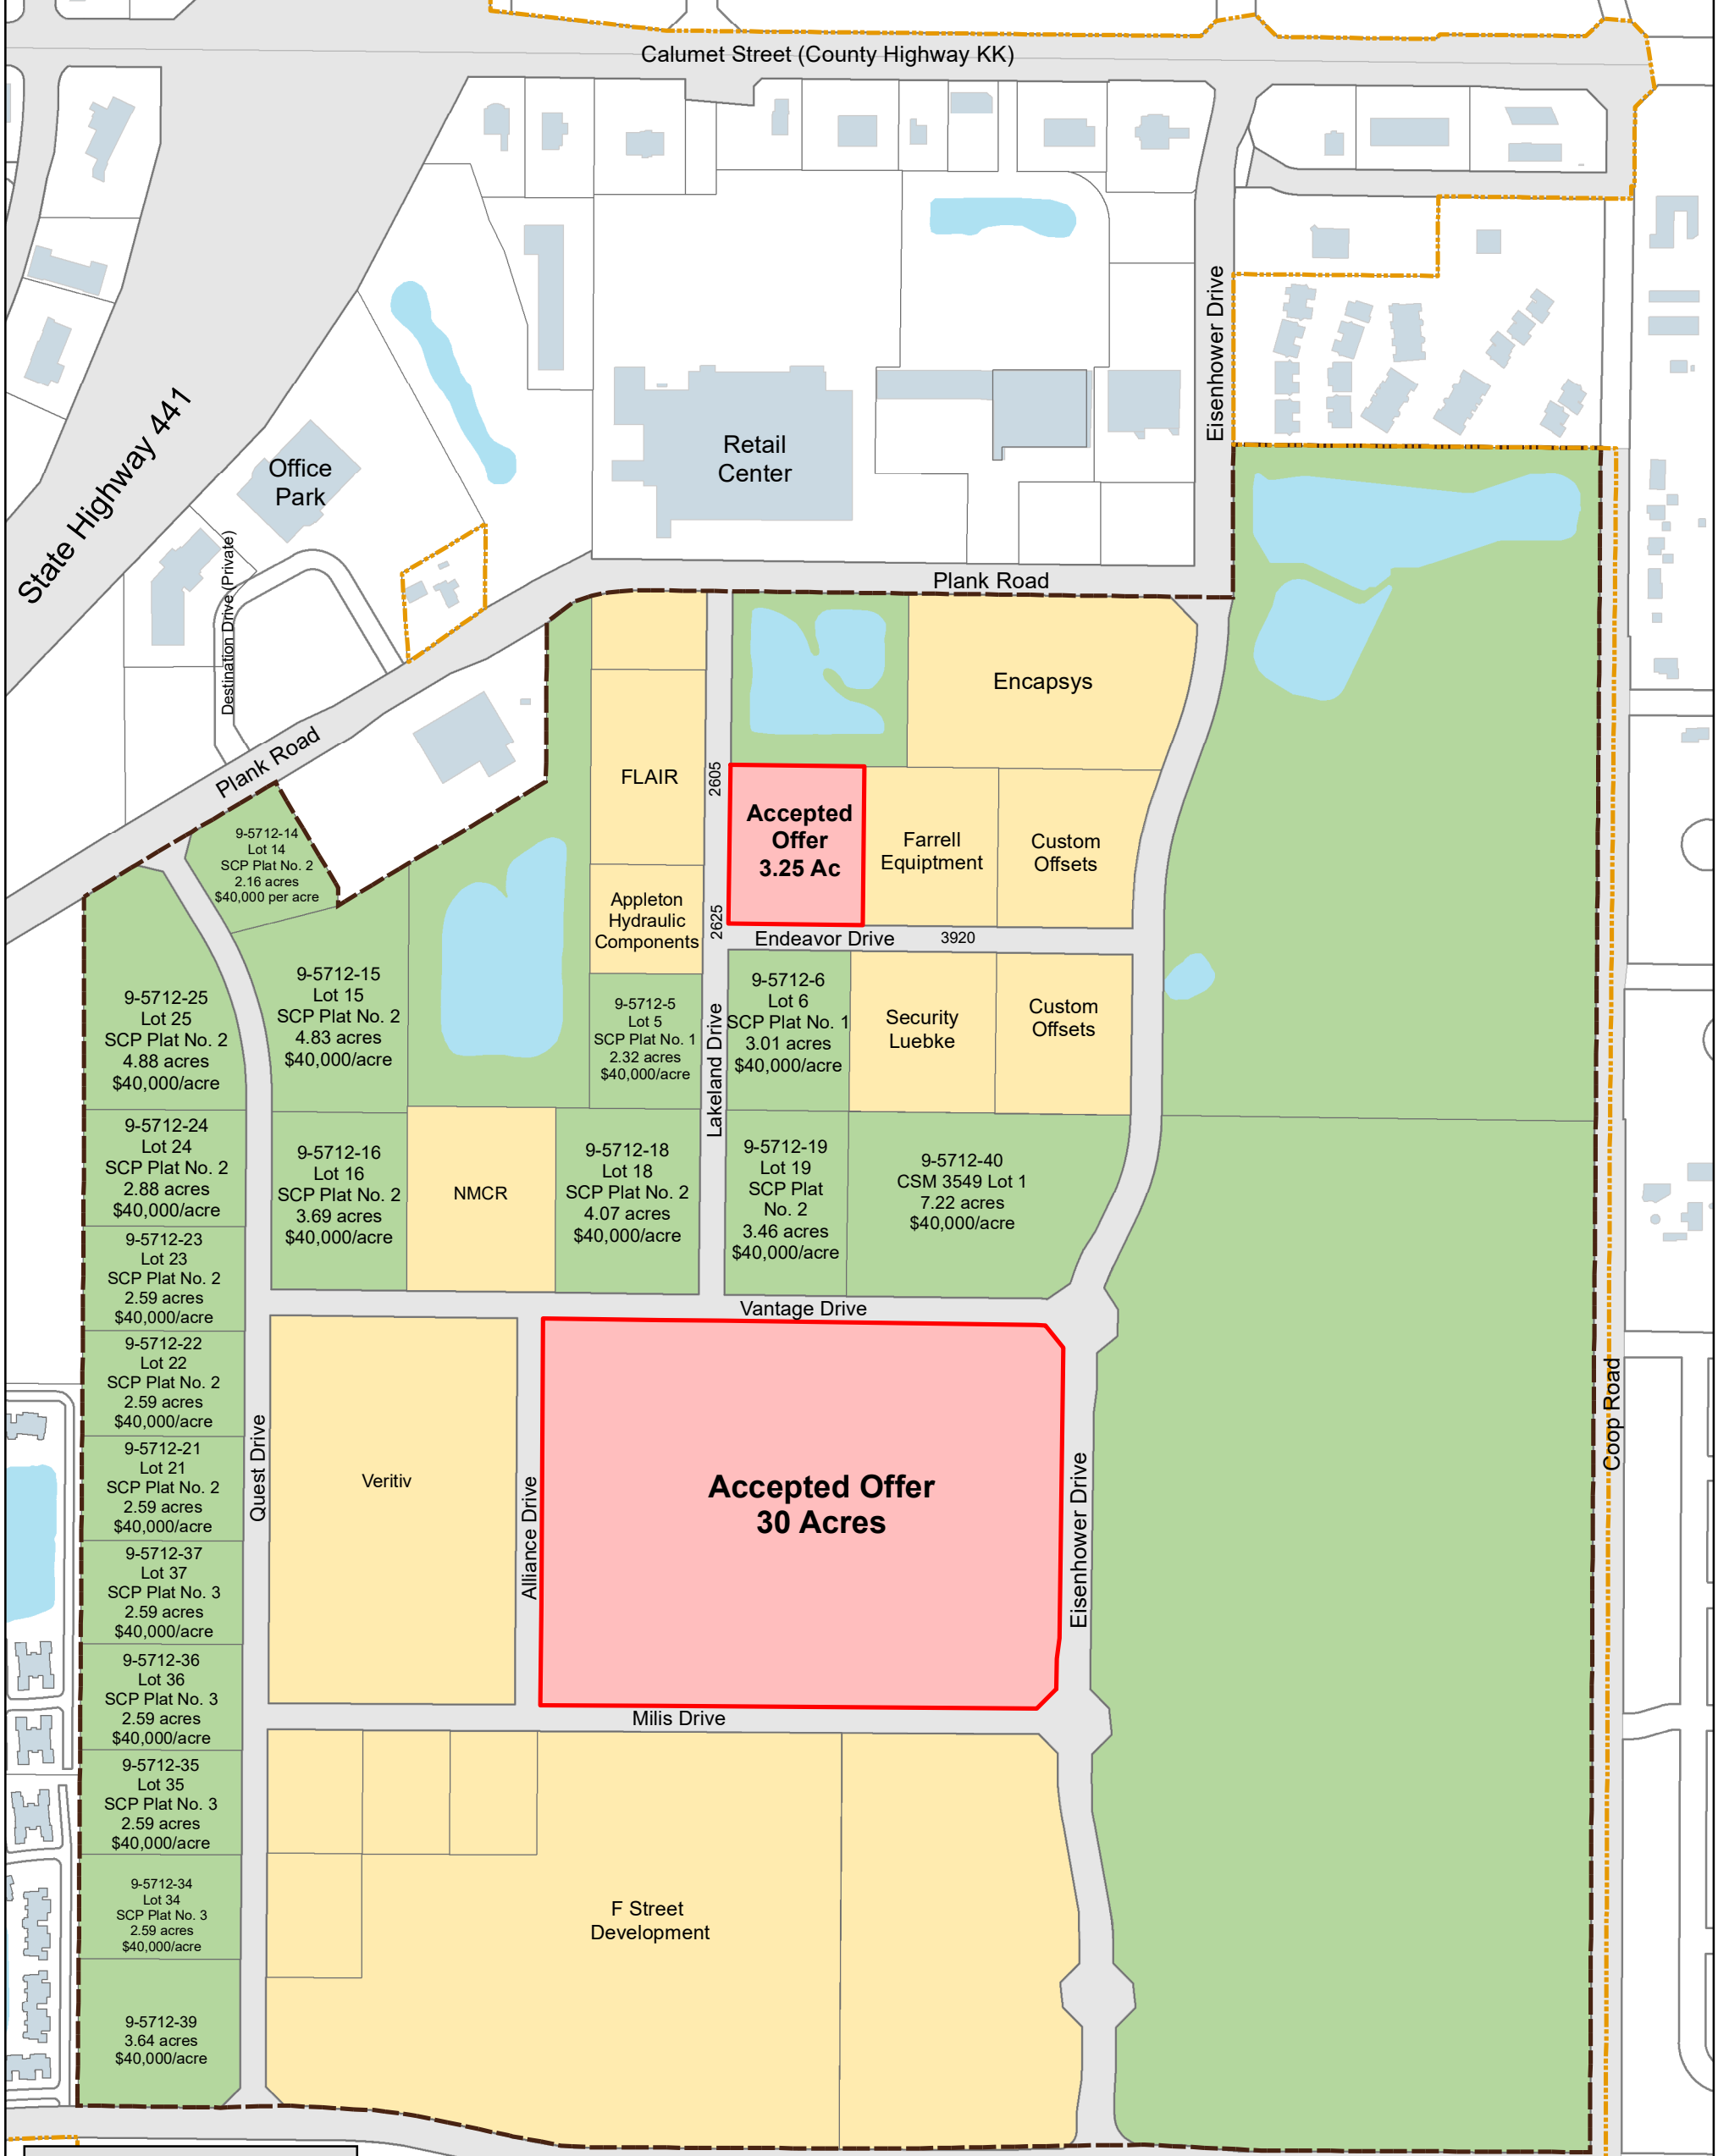 Calumet Street (County Highway KK)
State Highway 441
Eisenhower Drive
Office
Park
Retail
Center
Destination Drive (Private)
Plank Road
Plank Road
Encapsys
FLAIR
2605
Accepted
Offer
3.25 Ac
Farrell
Equiptment
Custom
Offsets
9-5712-14
Lot 14
SCP Plat No. 2
2.16 acres
$40,000 per acre
Appleton
Hydraulic
Components
2625
Endeavor Drive
3920
9-5712-25
Lot 25
SCP Plat No. 2
4.88 acres
$40,000/acre
9-5712-15
Lot 15
SCP Plat No. 2
4.83 acres
$40,000/acre
9-5712-5
Lot 5
SCP Plat No. 1
2.32 acres
$40,000/acre
Lakeland Drive
9-5712-6
Lot 6
SCP Plat No. 1
3.01 acres
$40,000/acre
Security
Luebke
Custom
Offsets
9-5712-24
Lot 24
SCP Plat No. 2
2.88 acres
$40,000/acre
9-5712-16
Lot 16
SCP Plat No. 2
3.69 acres
$40,000/acre
NMCR
9-5712-18
Lot 18
SCP Plat No. 2
4.07 acres
$40,000/acre
9-5712-19
Lot 19
SCP Plat
No. 2
3.46 acres
$40,000/acre
9-5712-40
CSM 3549 Lot 1
7.22 acres
$40,000/acre
9-5712-23
Lot 23
SCP Plat No. 2
2.59 acres
$40,000/acre
Vantage Drive
9-5712-22
Lot 22
SCP Plat No. 2
2.59 acres
$40,000/acre
9-5712-21
Lot 21
SCP Plat No. 2
2.59 acres
$40,000/acre
Quest Drive
Veritiv
Alliance Drive
Accepted Offer
30 Acres
Eisenhower Drive
Coop Road
9-5712-37
Lot 37
SCP Plat No. 3
2.59 acres
$40,000/acre
9-5712-36
Lot 36
SCP Plat No. 3
2.59 acres
$40,000/acre
Milis Drive
9-5712-35
Lot 35
SCP Plat No. 3
2.59 acres
$40,000/acre
9-5712-34
Lot 34
SCP Plat No. 3
2.59 acres
$40,000/acre
F Street
Development
9-5712-39
3.64 acres
$40,000/acre